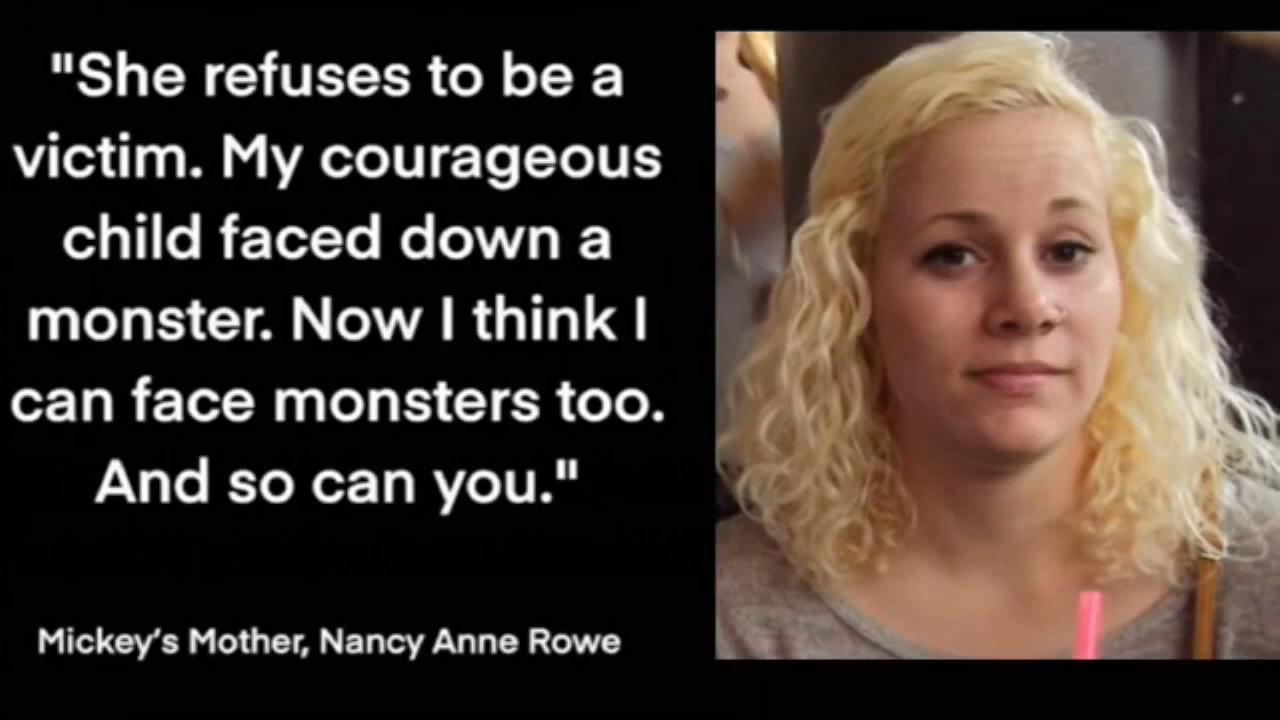 "She refuses to be a
victim. My courageous
child faced down a
monster. Now I think I
can face monsters too.
And so can you."
Mickey's Mother, Nancy Anne Rowe